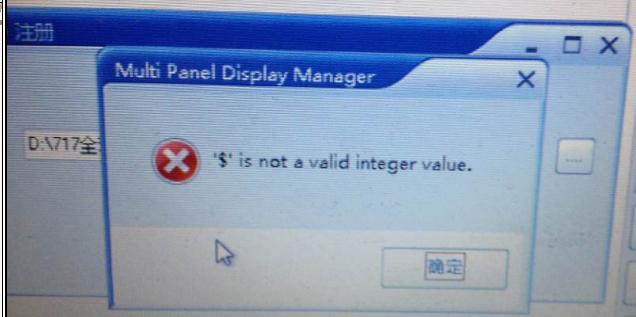 注册
Multi Panel Display Manager
D:\717全
'$' is not a valid integer value.
....
确定